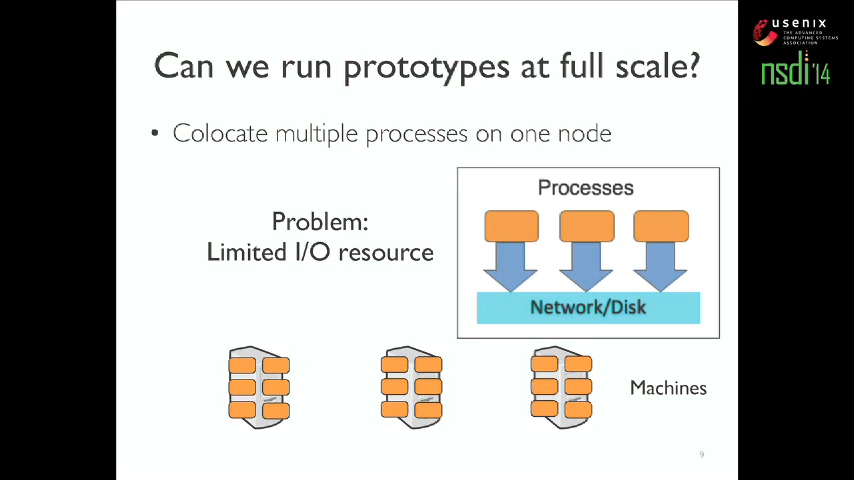 usenix
THE ADVANCED
COMPUTING SYSTEMS
ASSOCIATION
nsdi '14
Can we run prototypes at full scale?
• Colocate multiple processes on one node
Processes
Problem:
Limited I/O resource
Network/Disk
Machines
9